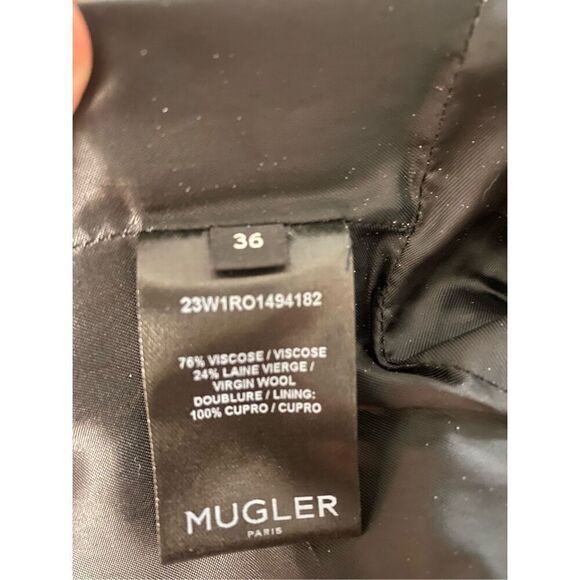 36
23W1RO1494182
76% VISCOSE / VISCOSE
24% LAINE VIERGE /
VIRGIN WOOL
DOUBLURE / LINING:
100% CUPRO / CUPRO
MUGLER
PARIS